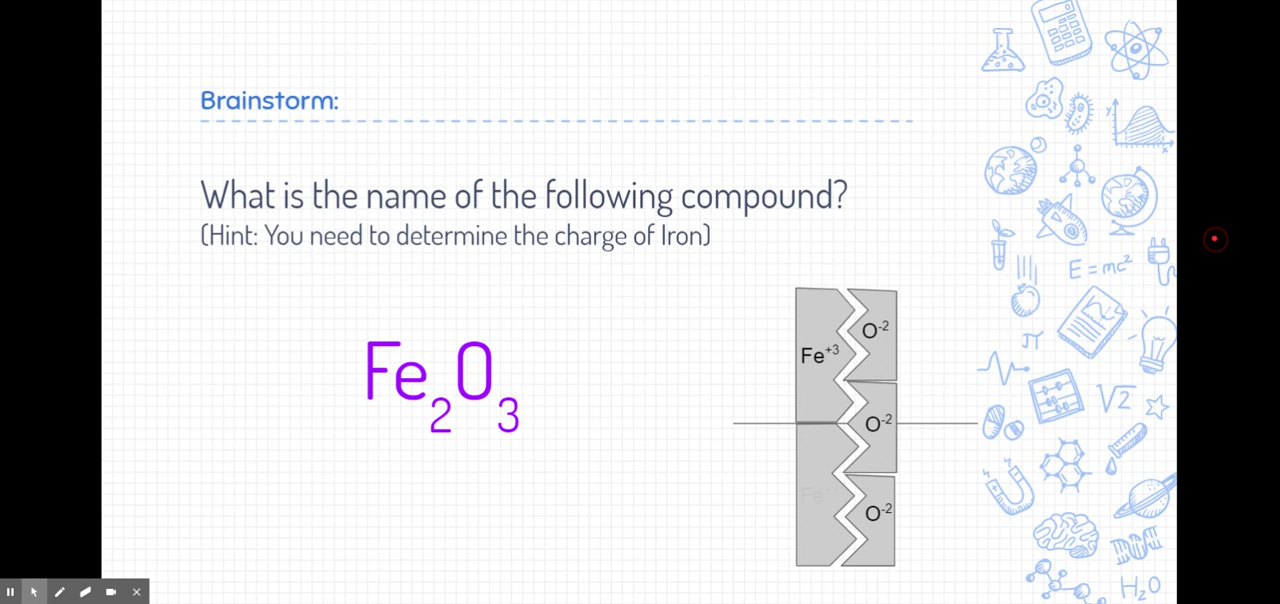 Brainstorm:
What is the name of the following compound?
(Hint: You need to determine the charge of Iron)
Fe₂O₃
Fe⁺³
O⁻²
O⁻²
O⁻²
Fe
E = mc²
π
√2
H₂O
y
x